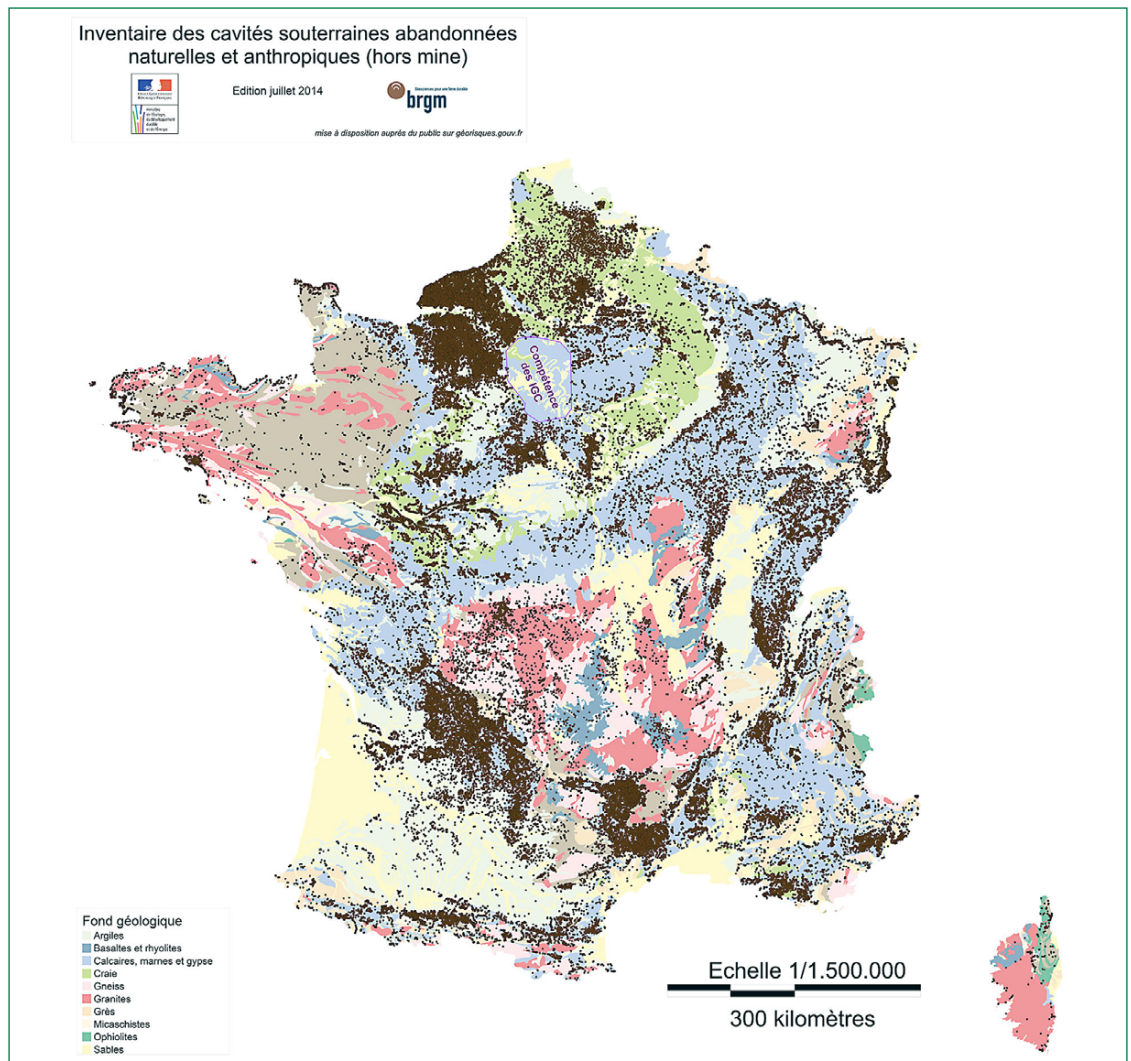 Inventaire des cavités souterraines abandonnées
naturelles et anthropiques (hors mine)
Edition juillet 2014
brgm
mise à disposition auprès du public sur géorisques.gouv.fr
Compétence
des IGC
Fond géologique
Argiles
Basaltes et rhyolites
Calcaires, marnes et gypse
Craie
Gneiss
Granites
Grès
Micaschistes
Ophiolites
Sables
Echelle 1/1.500.000
300 kilomètres